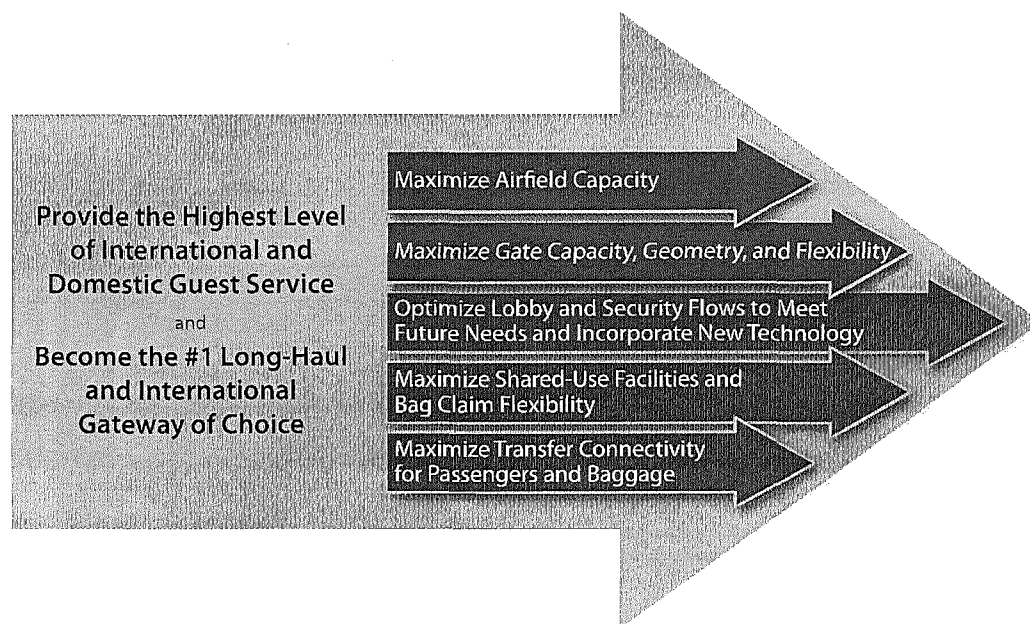 Provide the Highest Level
of International and
Domestic Guest Service
and
Become the #1 Long-Haul
and International
Gateway of Choice
Maximize Airfield Capacity
Maximize Gate Capacity, Geometry, and Flexibility
Optimize Lobby and Security Flows to Meet
Future Needs and Incorporate New Technology
Maximize Shared-Use Facilities and
Bag Claim Flexibility
Maximize Transfer Connectivity
for Passengers and Baggage